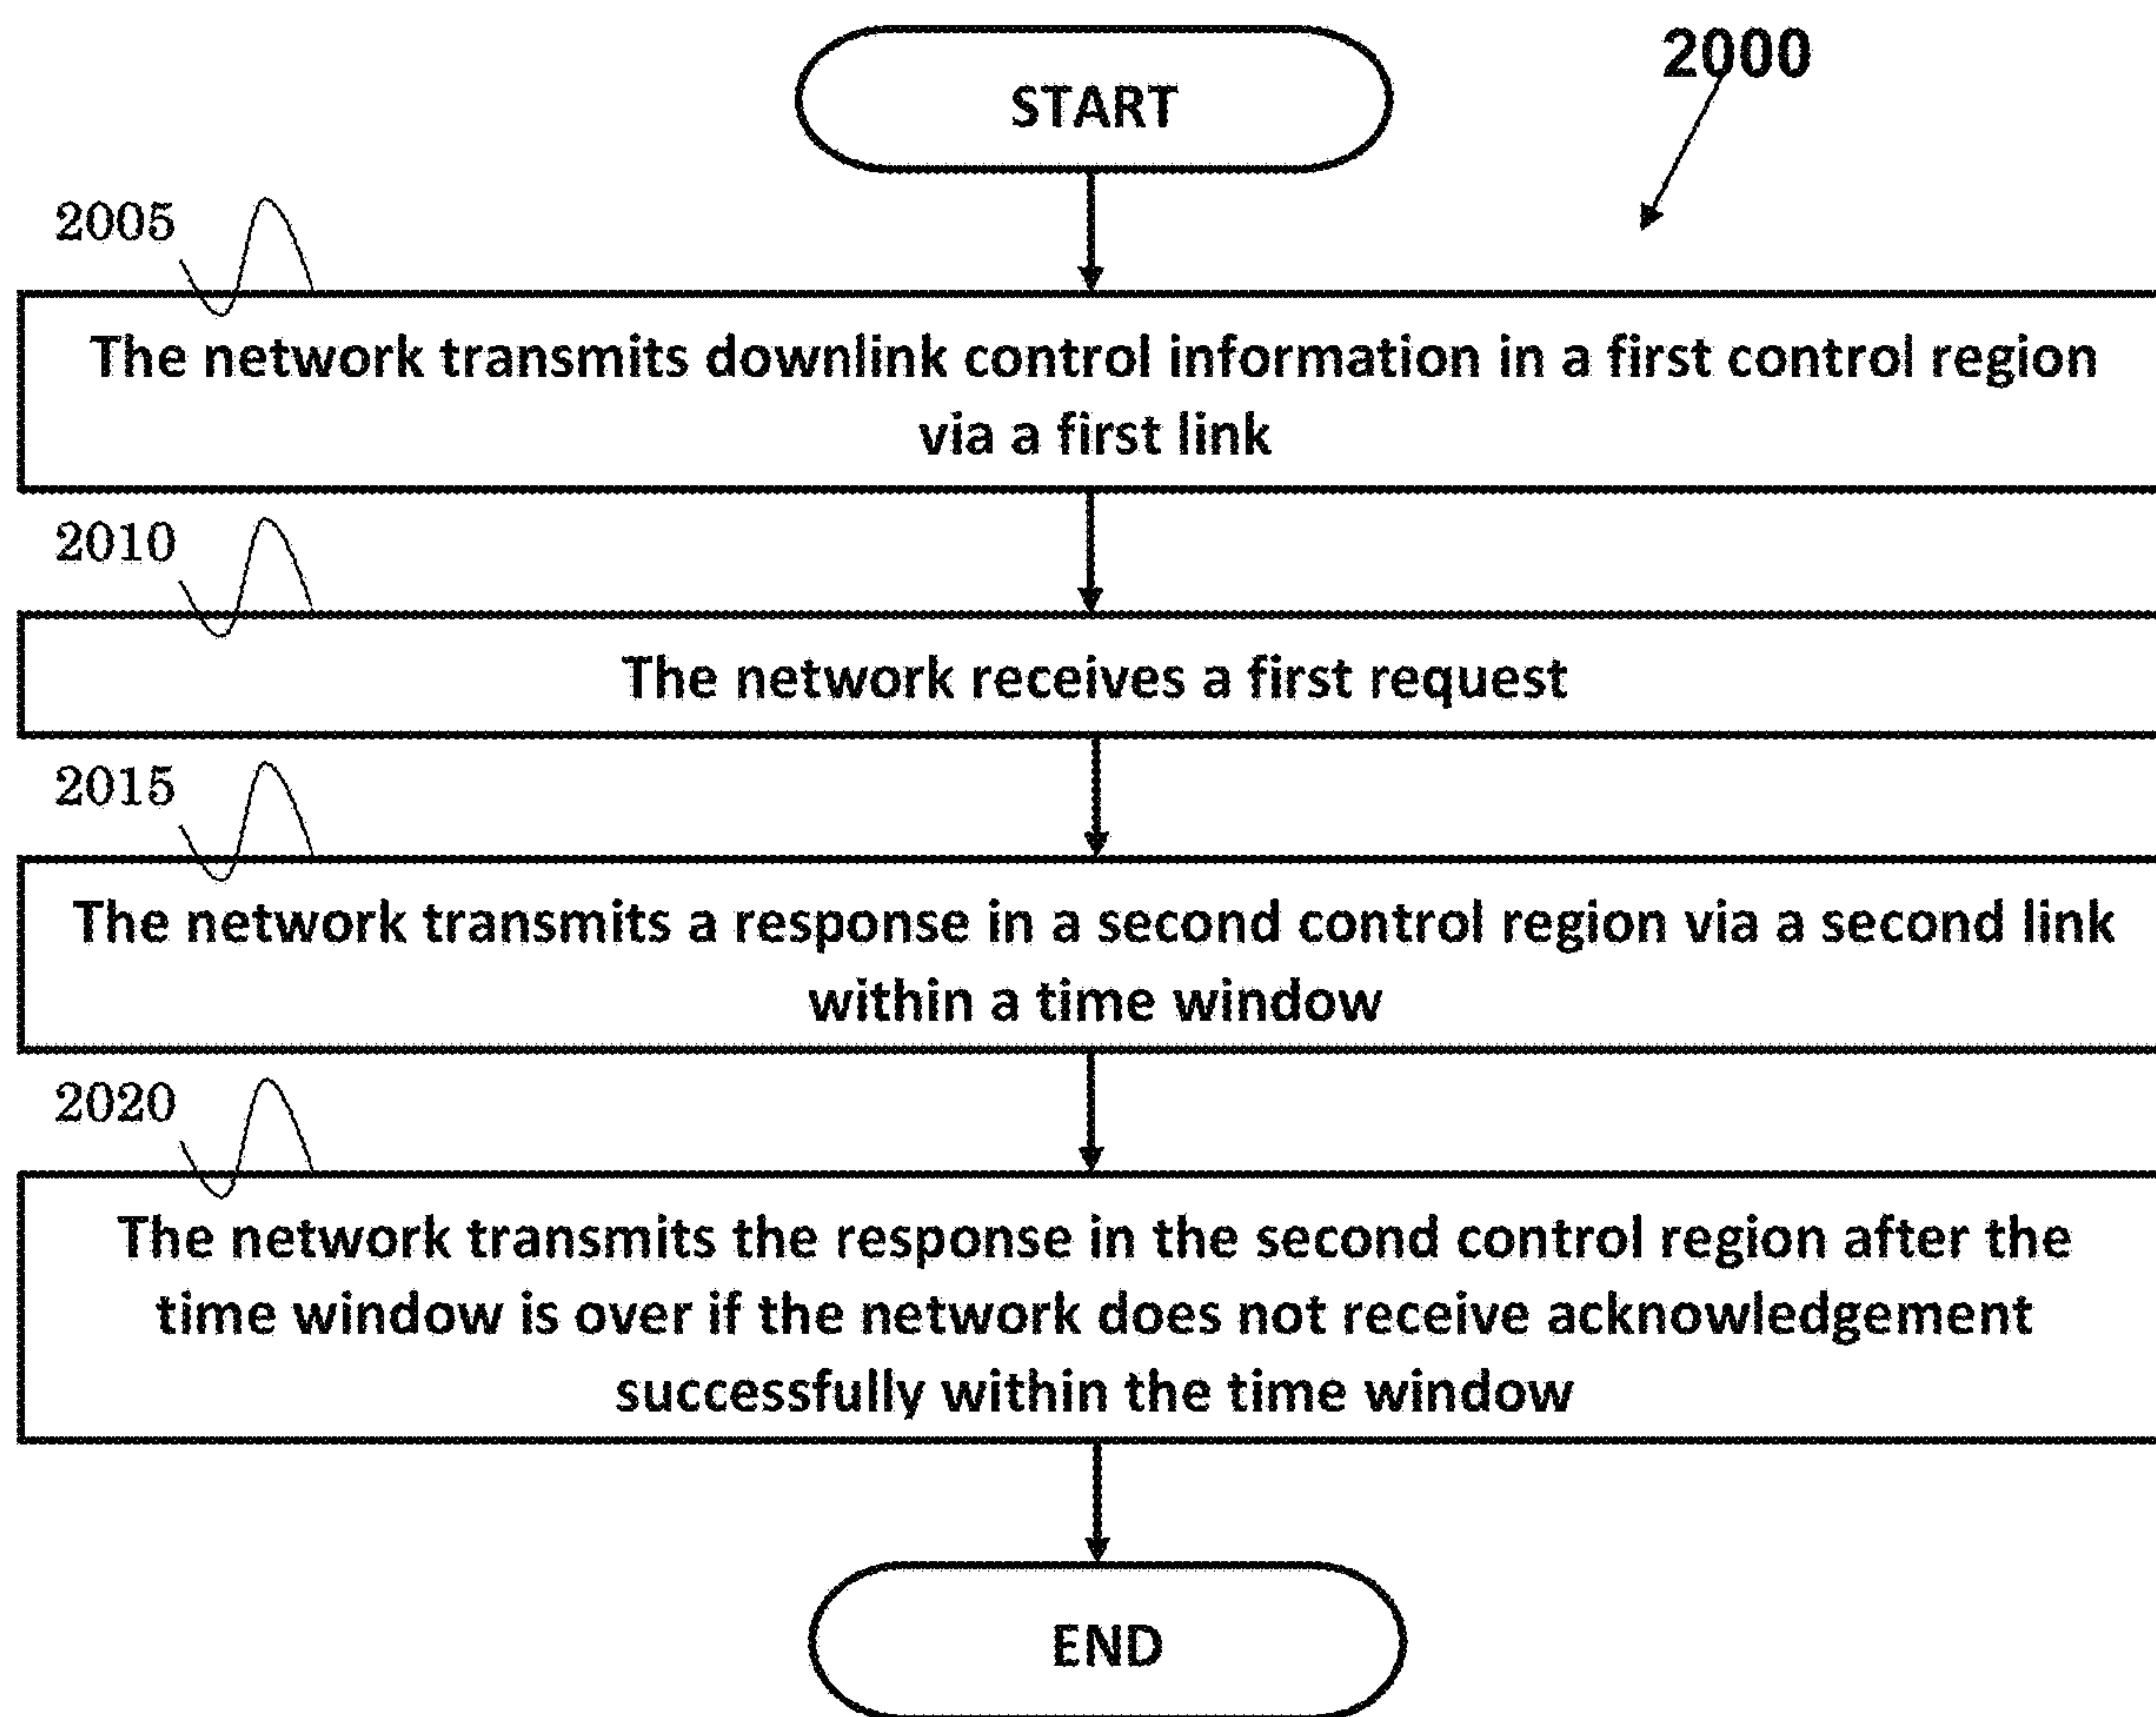 START
2000
2005
The network transmits downlink control information in a first control region
via a first link
2010
The network receives a first request
2015
The network transmits a response in a second control region via a second link
within a time window
2020
The network transmits the response in the second control region after the
time window is over if the network does not receive acknowledgement
successfully within the time window
END